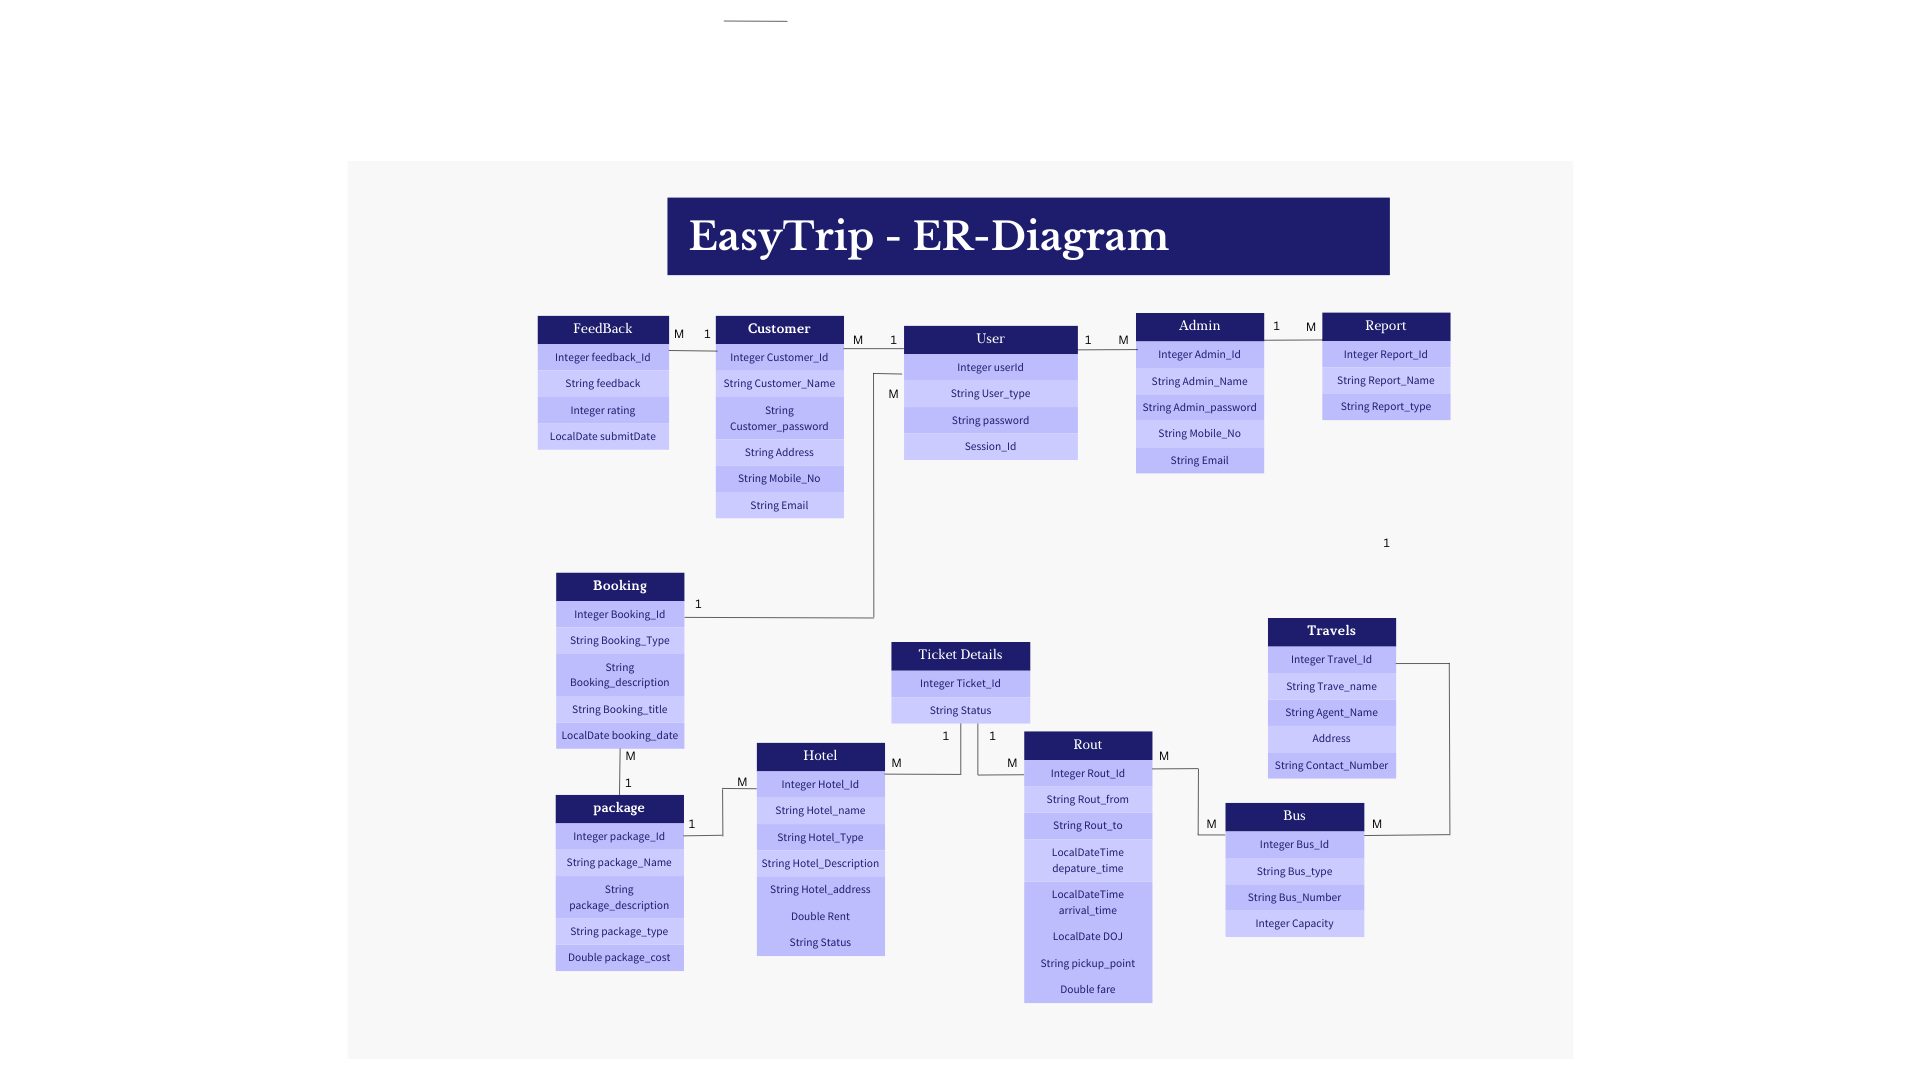 EasyTrip - ER-Diagram
FeedBack
Integer feedback_Id
String feedback
Integer rating
LocalDate submitDate
M
1
Customer
Integer Customer_Id
String Customer_Name
String
Customer_password
String Address
String Mobile_No
String Email
M
1
M
User
Integer userId
String User_type
String password
Session_Id
1
M
Admin
Integer Admin_Id
String Admin_Name
String Admin_password
String Mobile_No
String Email
1
M
Report
Integer Report_Id
String Report_Name
String Report_type
1
Booking
Integer Booking_Id
String Booking_Type
String
Booking_description
String Booking_title
LocalDate booking_date
1
M
1
package
Integer package_Id
String package_Name
String
package_description
String package_type
Double package_cost
1
M
Hotel
Integer Hotel_Id
String Hotel_name
String Hotel_Type
String Hotel_Description
String Hotel_address
Double Rent
String Status
M
Ticket Details
Integer Ticket_Id
String Status
1
1
M
Rout
Integer Rout_Id
String Rout_from
String Rout_to
LocalDateTime
depature_time
LocalDateTime
arrival_time
LocalDate DOJ
String pickup_point
Double fare
M
M
Travels
Integer Travel_Id
String Trave_name
String Agent_Name
Address
String Contact_Number
Bus
Integer Bus_Id
String Bus_type
String Bus_Number
Integer Capacity
M